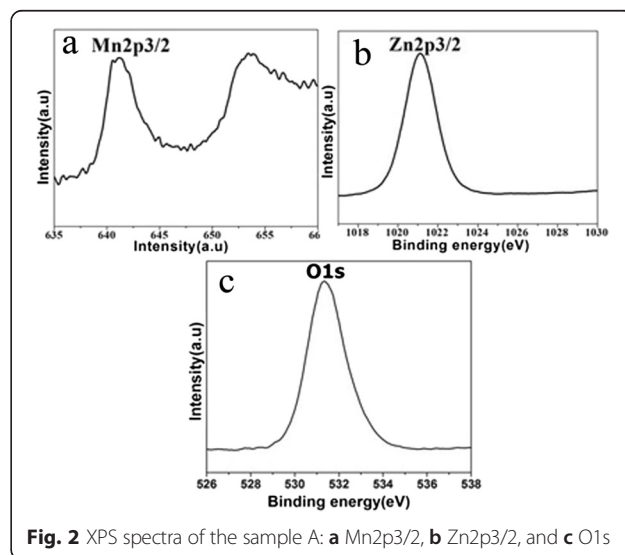 a
Mn2p3/2
Intensity(a.u)
635 640 645 650 655 66
Intensity(a.u)
b
Zn2p3/2
Intensity(a.u)
1018 1020 1022 1024 1026 1028 1030
Binding energy(eV)
c
O1s
Intensity(a.u)
526 528 530 532 534 536 538
Binding energy(eV)
Fig. 2 XPS spectra of the sample A: a Mn2p3/2, b Zn2p3/2, and c O1s